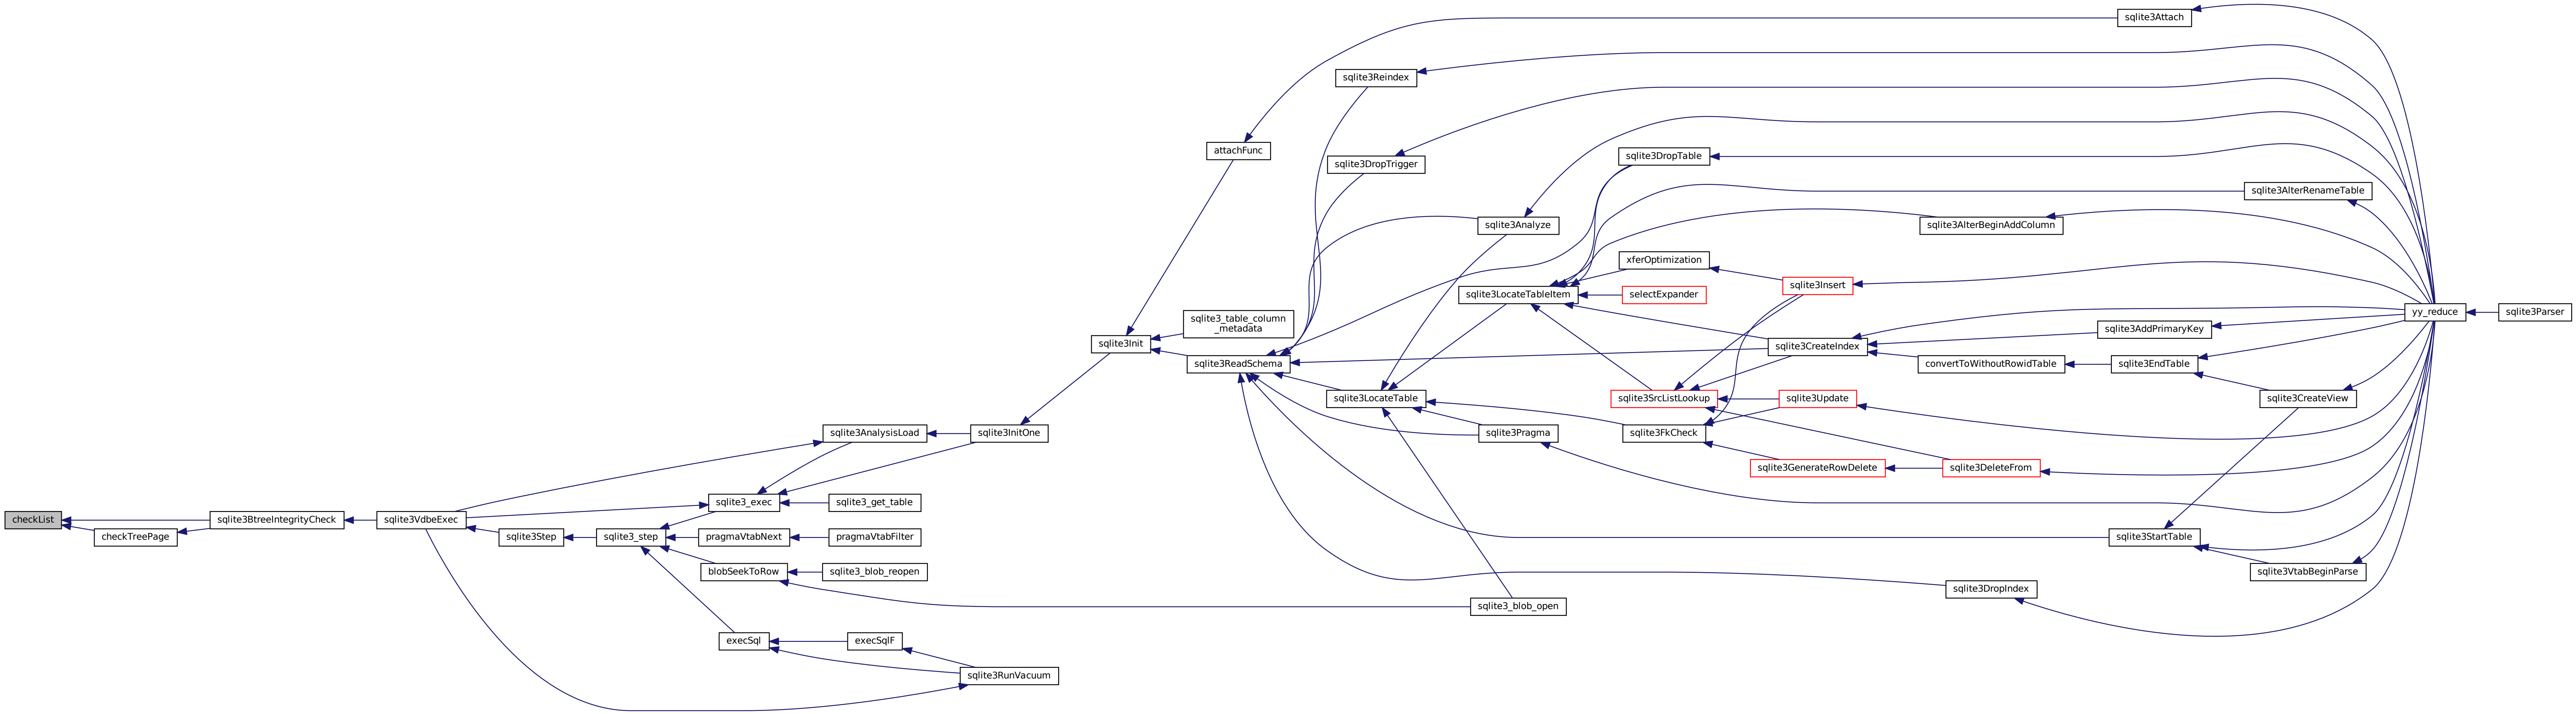 checkList
checkTreePage
sqlite3BtreeIntegrityCheck
sqlite3VdbeExec
sqlite3Step
sqlite3_step
sqlite3_exec
pragmaVtabNext
blobSeekToRow
execSql
sqlite3AnalysisLoad
sqlite3_get_table
pragmaVtabFilter
sqlite3_blob_reopen
execSqlF
sqlite3InitOne
sqlite3RunVacuum
sqlite3Init
attachFunc
sqlite3_table_column
_metadata
sqlite3ReadSchema
sqlite3Reindex
sqlite3DropTrigger
sqlite3LocateTable
sqlite3Analyze
sqlite3LocateTableItem
sqlite3Pragma
sqlite3_blob_open
sqlite3DropTable
xferOptimization
selectExpander
sqlite3SrcListLookup
sqlite3FkCheck
sqlite3Insert
sqlite3CreateIndex
sqlite3Update
sqlite3GenerateRowDelete
sqlite3AlterBeginAddColumn
convertToWithoutRowidTable
sqlite3DeleteFrom
sqlite3DropIndex
sqlite3Attach
sqlite3AddPrimaryKey
sqlite3EndTable
sqlite3StartTable
sqlite3AlterRenameTable
sqlite3CreateView
sqlite3VtabBeginParse
yy_reduce
sqlite3Parser